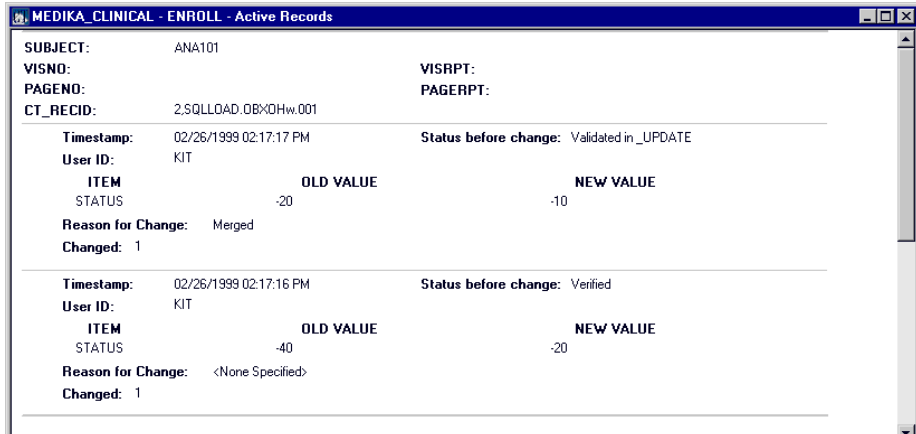 MEDIKA_CLINICAL - ENROLL - Active Records
SUBJECT: ANA101
VISNO: VISRPT:
PAGENO: PAGERPT:
CT_RECID: 2,SQLLOAD.OBXOHw.001
Timestamp: 02/26/1999 02:17:17 PM Status before change: Validated in _UPDATE
User ID: KIT
ITEM OLD VALUE NEW VALUE
STATUS -20 -10
Reason for Change: Merged
Changed: 1
Timestamp: 02/26/1999 02:17:16 PM Status before change: Verified
User ID: KIT
ITEM OLD VALUE NEW VALUE
STATUS -40 -20
Reason for Change: <None Specified>
Changed: 1